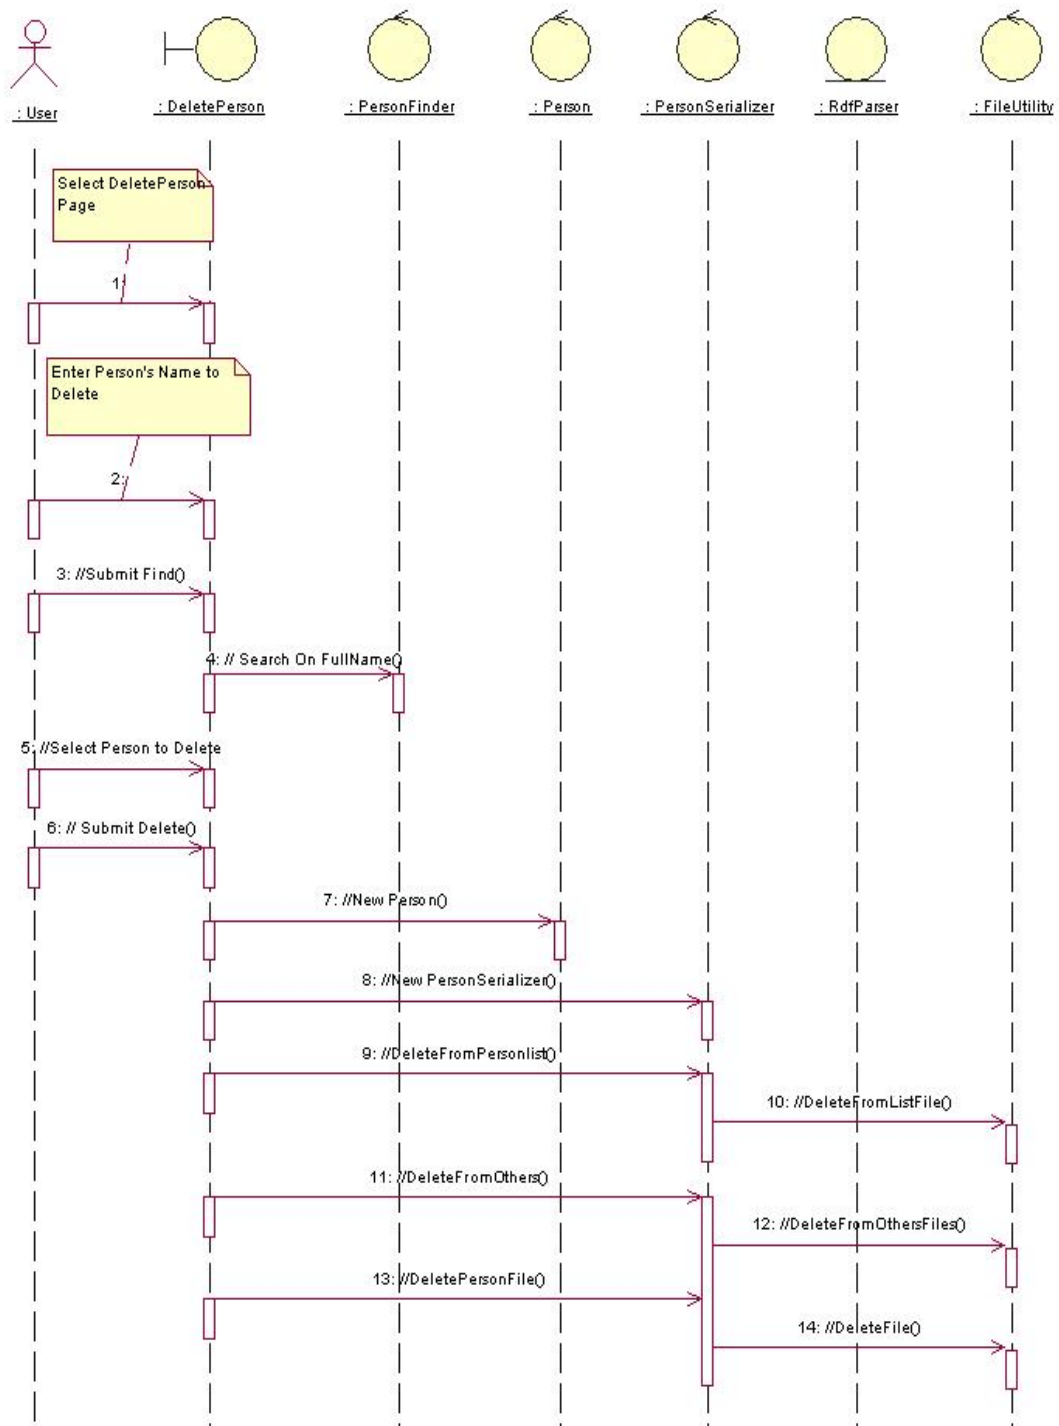 : User
: DeletePerson
: PersonFinder
: Person
: PersonSerializer
: RdfParser
: FileUtility
Select DeletePerson
Page
1:
Enter Person's Name to
Delete
2:
3: //Submit Find()
4: // Search On FullName()
5: //Select Person to Delete
6: // Submit Delete()
7: //New Person()
8: //New PersonSerializer()
9: //DeleteFromPersonlist()
10: //DeleteFromListFile()
11: //DeleteFromOthers()
12: //DeleteFromOthersFiles()
13: //DeletePersonFile()
14: //DeleteFile()